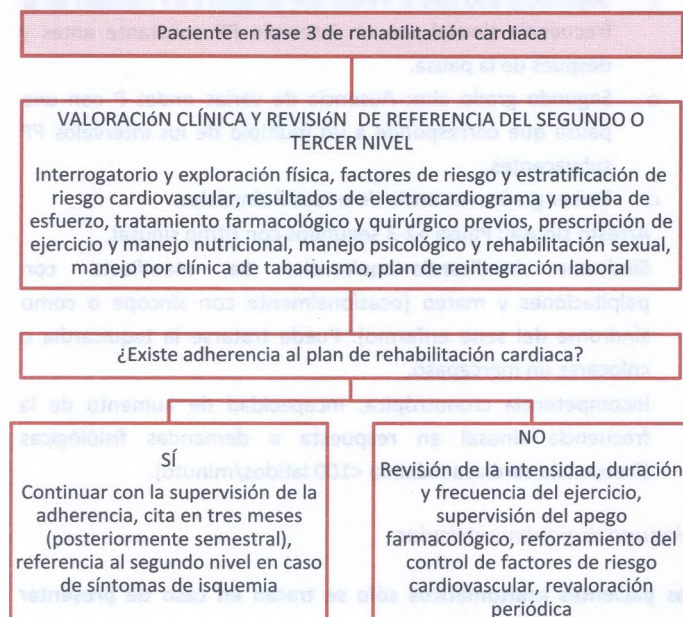 Paciente en fase 3 de rehabilitación cardiaca
VALORACIÓN CLÍNICA Y REVISIÓN DE REFERENCIA DEL SEGUNDO O
TERCER NIVEL
Interrogatorio y exploración física, factores de riesgo y estratificación de
riesgo cardiovascular, resultados de electrocardiograma y prueba de
esfuerzo, tratamiento farmacológico y quirúrgico previos, prescripción de
ejercicio y manejo nutricional, manejo psicológico y rehabilitación sexual,
manejo por clínica de tabaquismo, plan de reintegración laboral
¿Existe adherencia al plan de rehabilitación cardiaca?
SÍ
Continuar con la supervisión de la
adherencia, cita en tres meses
(posteriormente semestral),
referencia al segundo nivel en caso
de síntomas de isquemia
NO
Revisión de la intensidad, duración
y frecuencia del ejercicio,
supervisión del apego
farmacológico, reforzamiento del
control de factores de riesgo
cardiovascular, revaloración
periódica